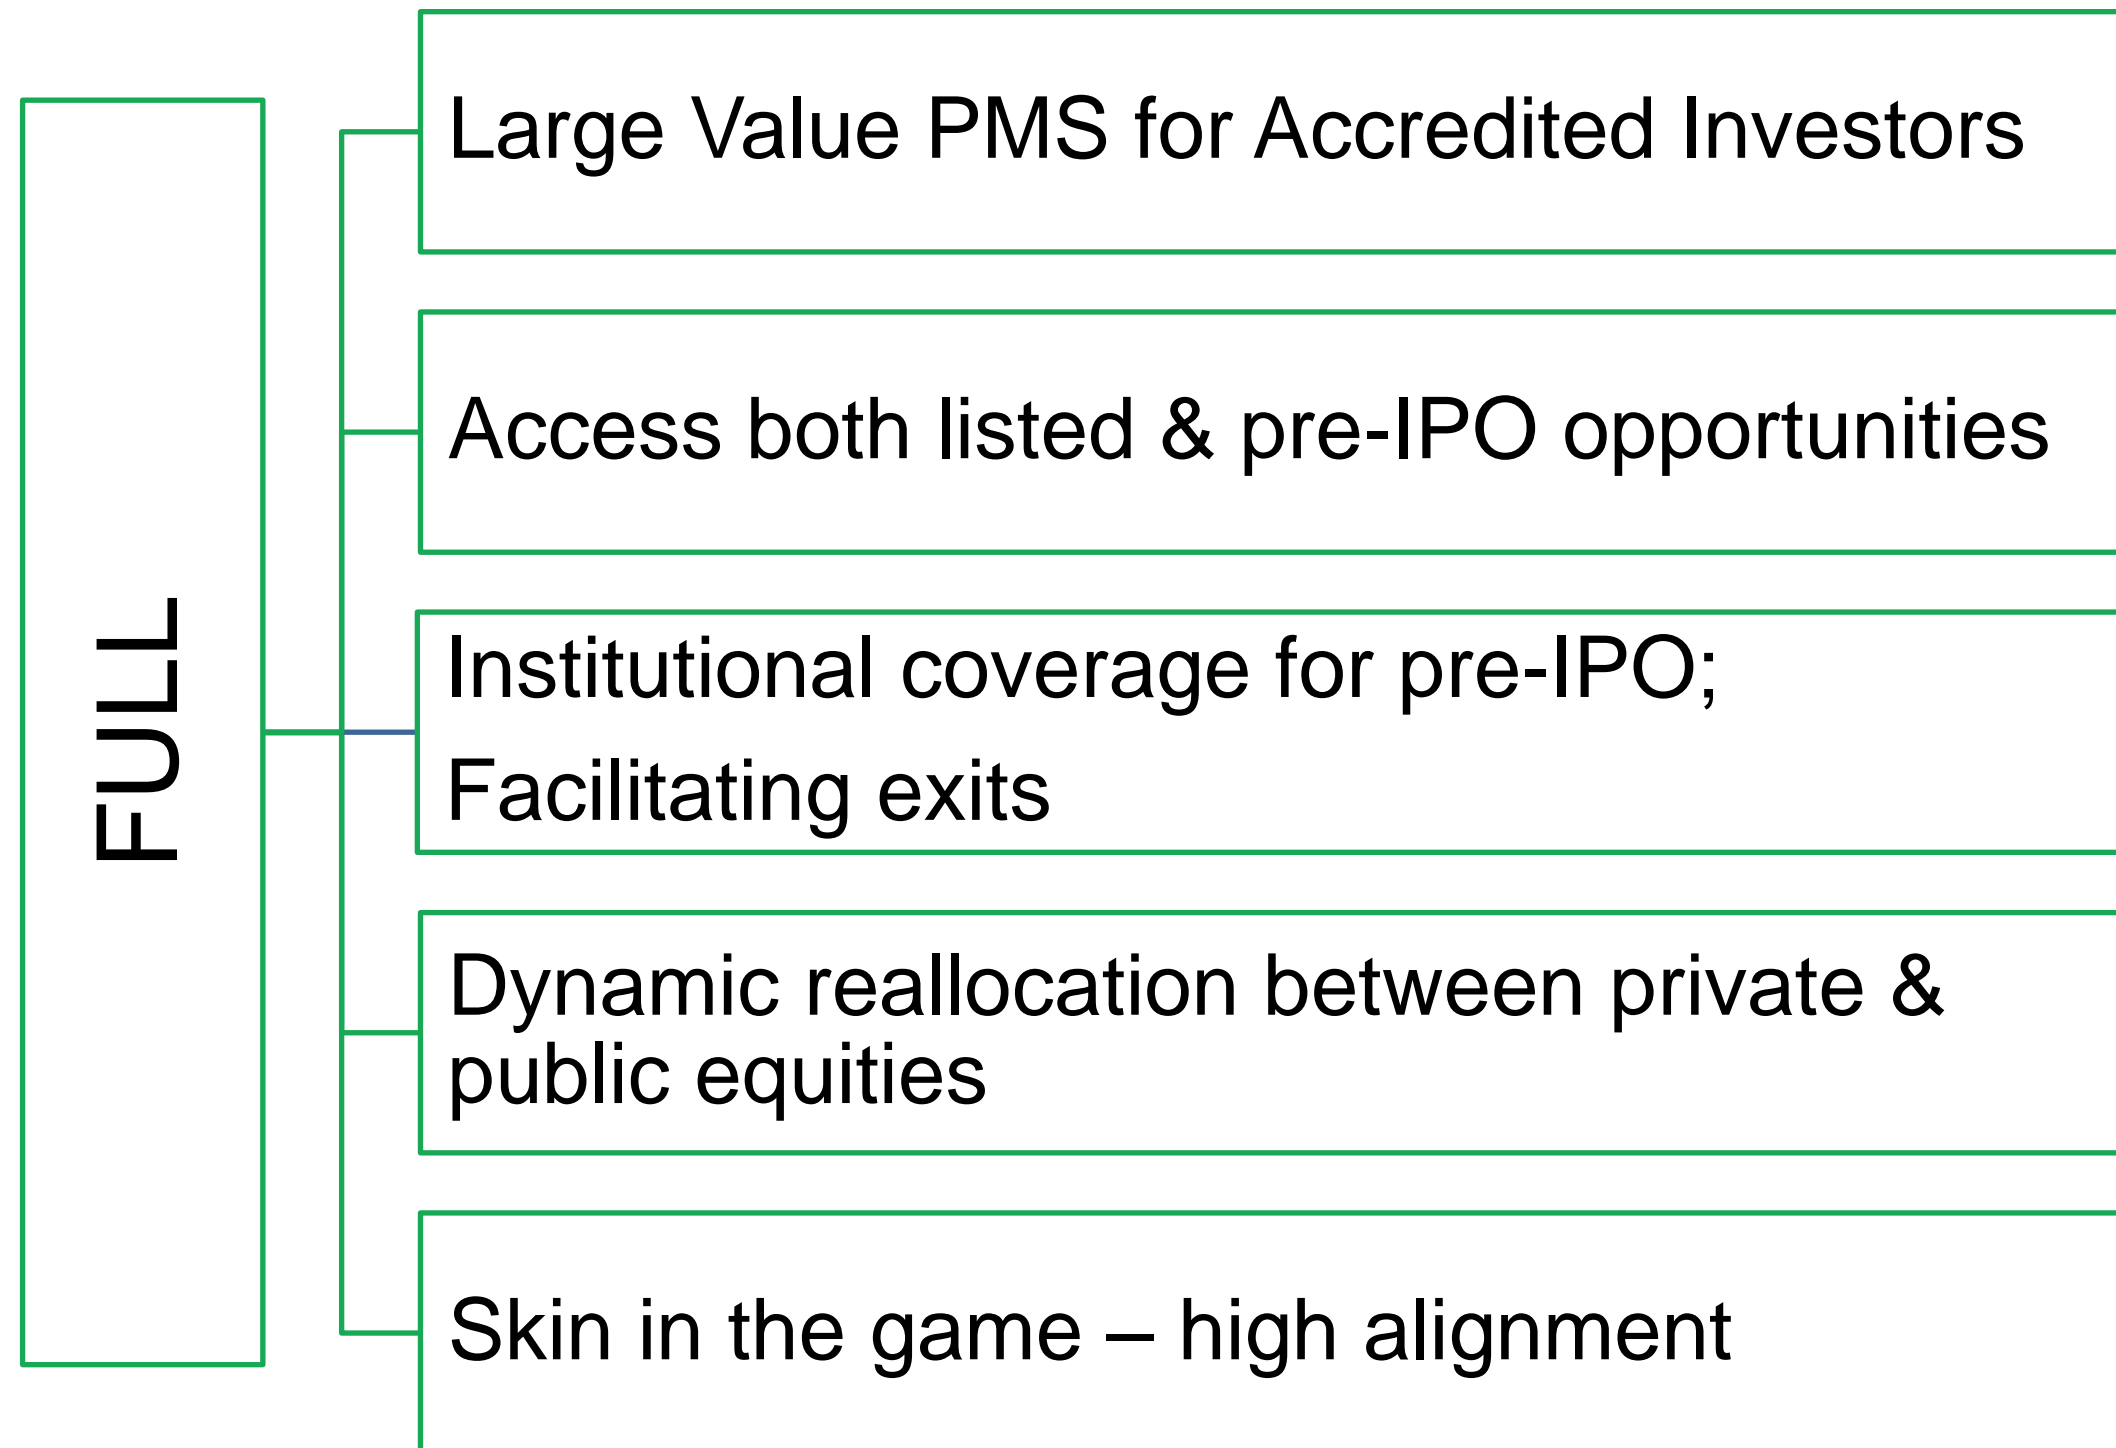 FULL
Large Value PMS for Accredited Investors
Access both listed & pre-IPO opportunities
Institutional coverage for pre-IPO;
Facilitating exits
Dynamic reallocation between private &
public equities
Skin in the game – high alignment